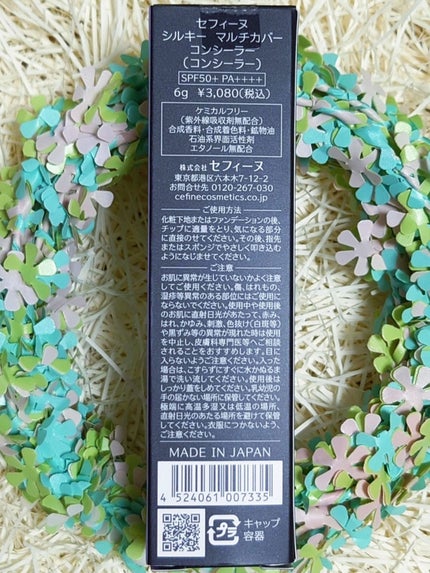 セフィーヌ
シルキー マルチカバー
コンシーラー
（コンシーラー）
SPF50+ PA++++
6g ￥3,080(税込)
ケミカルフリー
（紫外線吸収剤無配合）
合成香料・合成着色料・鉱物油
石油系界面活性剤
エタノール無配合
株式会社 セフィーヌ
東京都港区六本木7-12-2
お問合せ先 0120-267-030
cefinecosmetics.co.jp
ご使用方法
化粧下地またはファンデーションの後、
チップに適量をとり、気になる部分
に直接のせてください。その後、指先
またはスポンジでやさしく叩き込む
ようになじませてください。
ご注意
お肌に異常が生じていないかよく注意
してご使用ください。傷、はれもの、
湿疹等異常のある部位にはご使用に
ならないでください。使用中や使用後
のお肌に直射日光があたって、赤み、
はれ、かゆみ、刺激、色抜け(白斑等)
や黒ずみ等の異常が現れた時は使用
を中止し、皮膚科専門医等へご相談
されることをおすすめします。目に
入らないようご注意ください。入った
場合は、こすらずにすぐに水かぬるま
湯で洗い流してください。使用後は
しっかり蓋をしめてください。乳幼児の
手の届かない場所に保管してください。
極端に高温多湿又は低温の場所、
直射日光のあたる場所を避けて保管
してください。衣服につかないよう、
ご注意ください。
MADE IN JAPAN
4 524061 007335
プラ
キャップ
容器